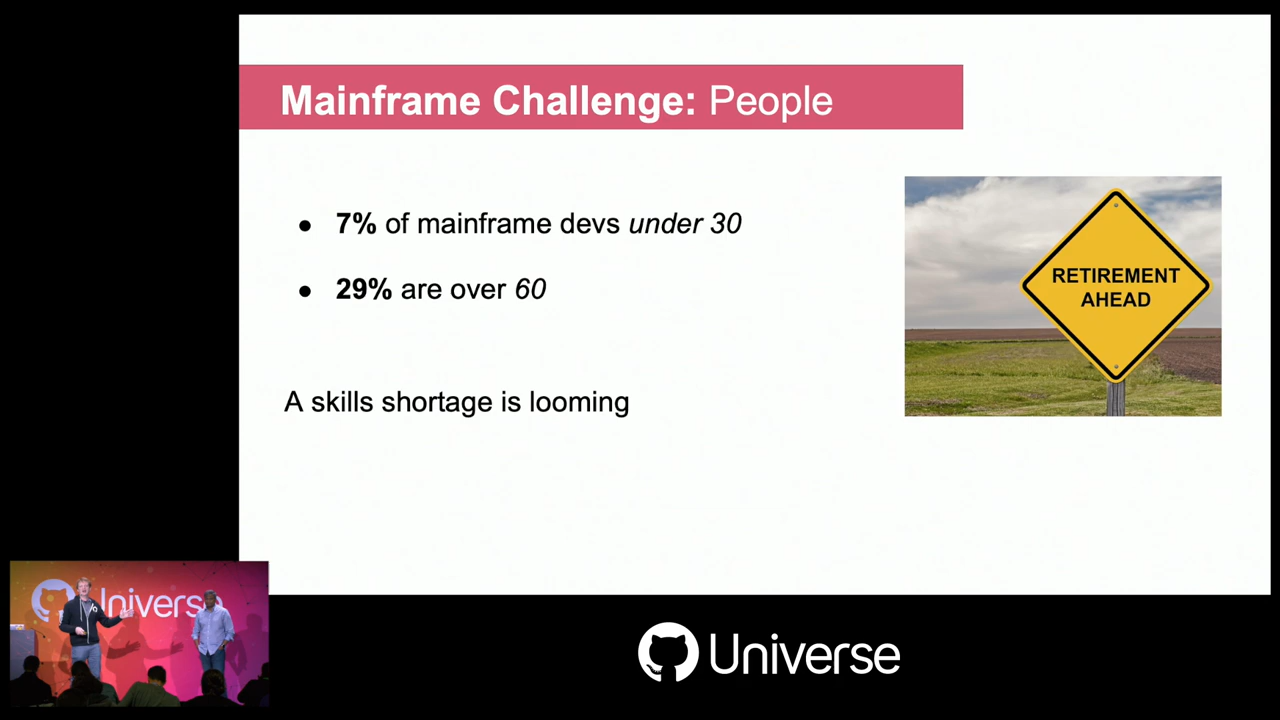 Mainframe Challenge: People
● 7% of mainframe devs under 30
● 29% are over 60
A skills shortage is looming
RETIREMENT
AHEAD
Universe
Universe